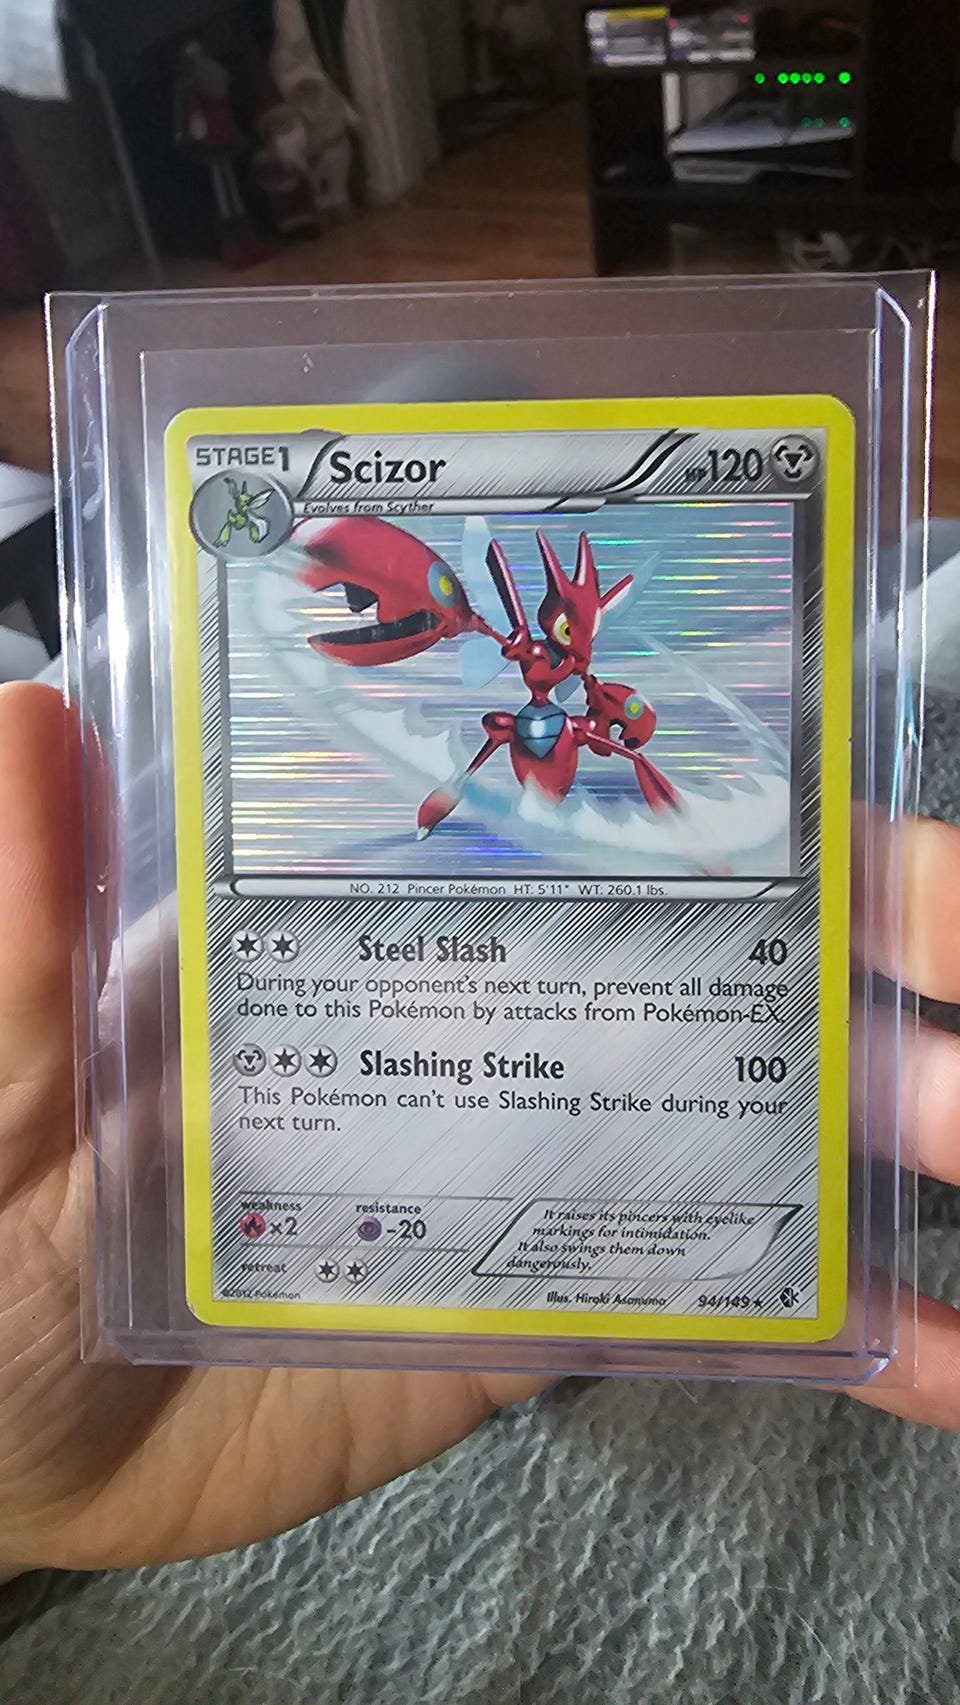 STAGE1 Scizor HP120
Evolves from Scyther
NO. 212 Pincer Pokémon HT: 5'11" WT: 260.1 lbs.
Steel Slash 40
During your opponent's next turn, prevent all damage
done to this Pokémon by attacks from Pokémon-EX.
Slashing Strike 100
This Pokémon can't use Slashing Strike during your
next turn.
weakness
×2
resistance
-20
retreat
It raises its pincers with eyelike
markings for intimidation.
It also swings them down
dangerously.
©2012 Pokémon
Illus. Hiroki Asanuma
94/149★